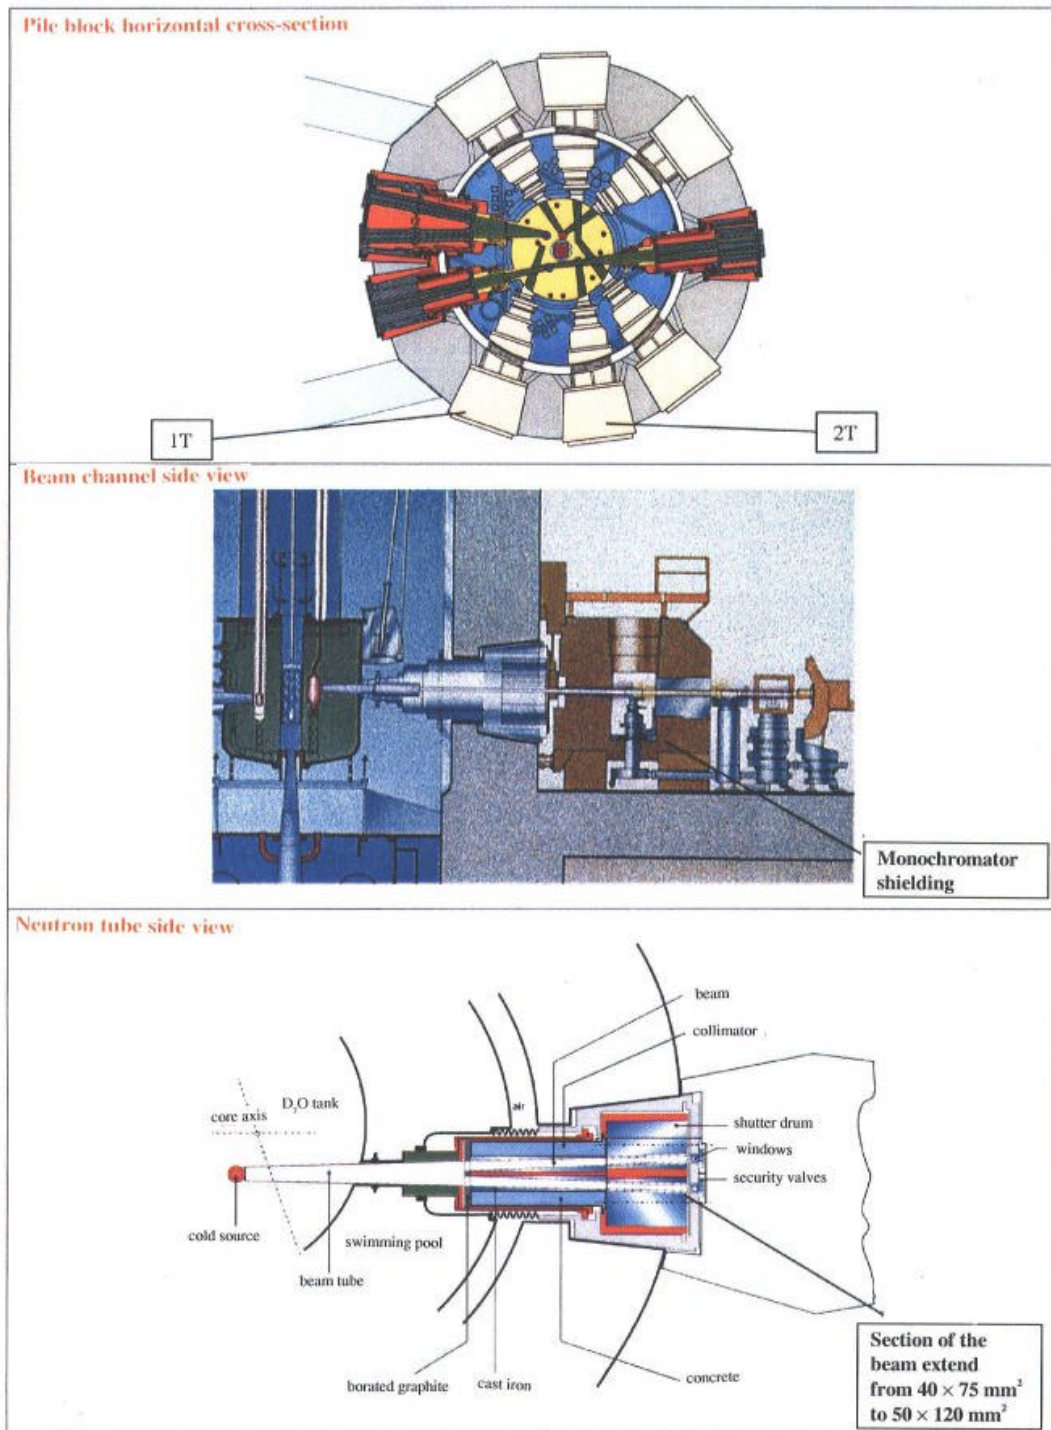 Pile block horizontal cross-section
1T
2T
Beam channel side view
Monochromator
shielding
Neutron tube side view
beam
collimator
air
D₂O tank
core axis
shutter drum
windows
security valves
cold source
swimming pool
beam tube
borated graphite
cast iron
concrete
Section of the
beam extend
from 40 × 75 mm²
to 50 × 120 mm²